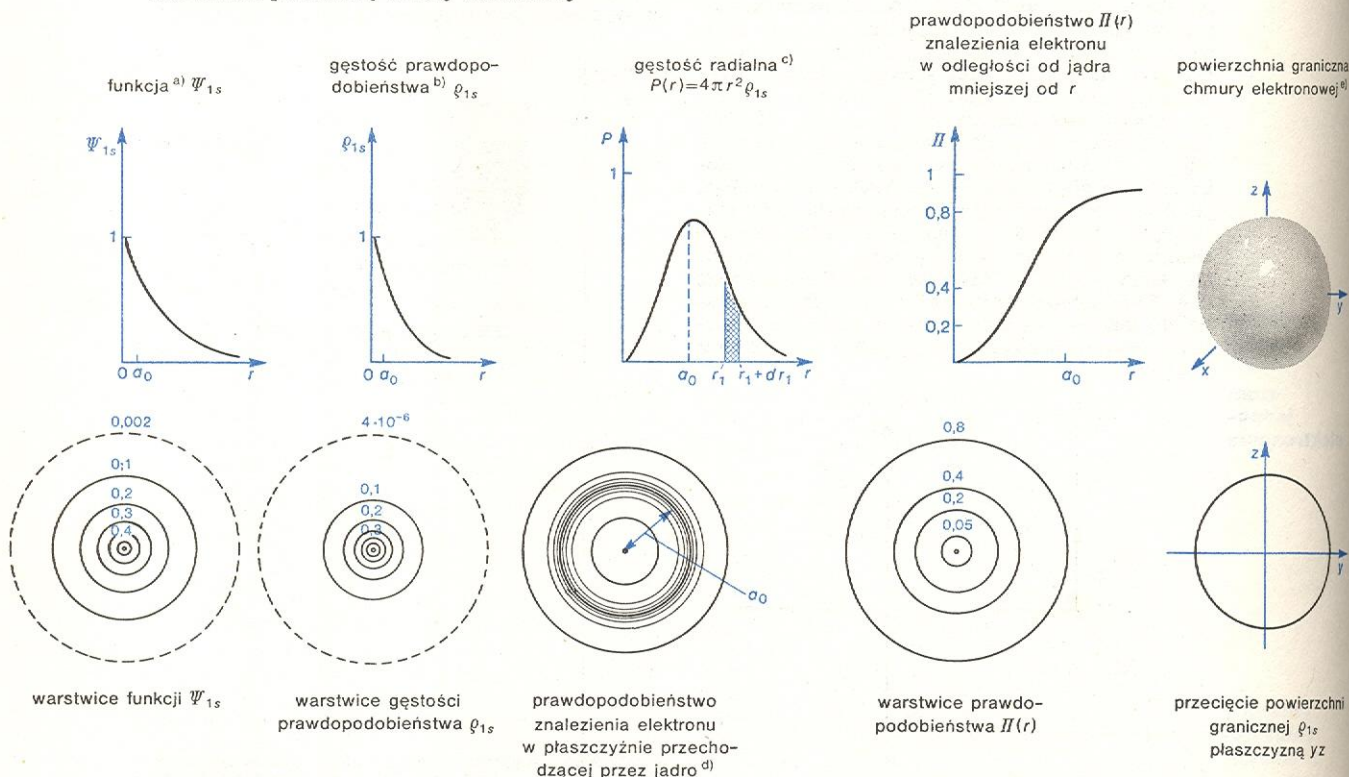 funkcja a) Ψ1s
gęstość prawdopo-
dobieństwa b) ϱ1s
gęstość radialna c)
P(r)=4πr²ϱ1s
prawdopodobieństwo Π(r)
znalezienia elektronu
w odległości od jądra
mniejszej od r
powierzchnia graniczna
chmury elektronowej e)
Ψ1s
1
0 a0 r
ϱ1s
1
0 a0 r
P
1
a0 r1 r1+dr1 r
Π
1
0,8
0,4
0,2
a0 r
z
y
x
0,002
0,1
0,2
0,3
0,4
4·10⁻⁶
0,1
0,2
0,3
a0
0,8
0,4
0,2
0,05
z
y
warstwice funkcji Ψ1s
warstwice gęstości
prawdopodobieństwa ϱ1s
prawdopodobieństwo
znalezienia elektronu
w płaszczyźnie przecho-
dzącej przez jadro d)
warstwice prawdo-
podobieństwa Π(r)
przecięcie powierzchni
granicznej ϱ1s
płaszczyzną yz